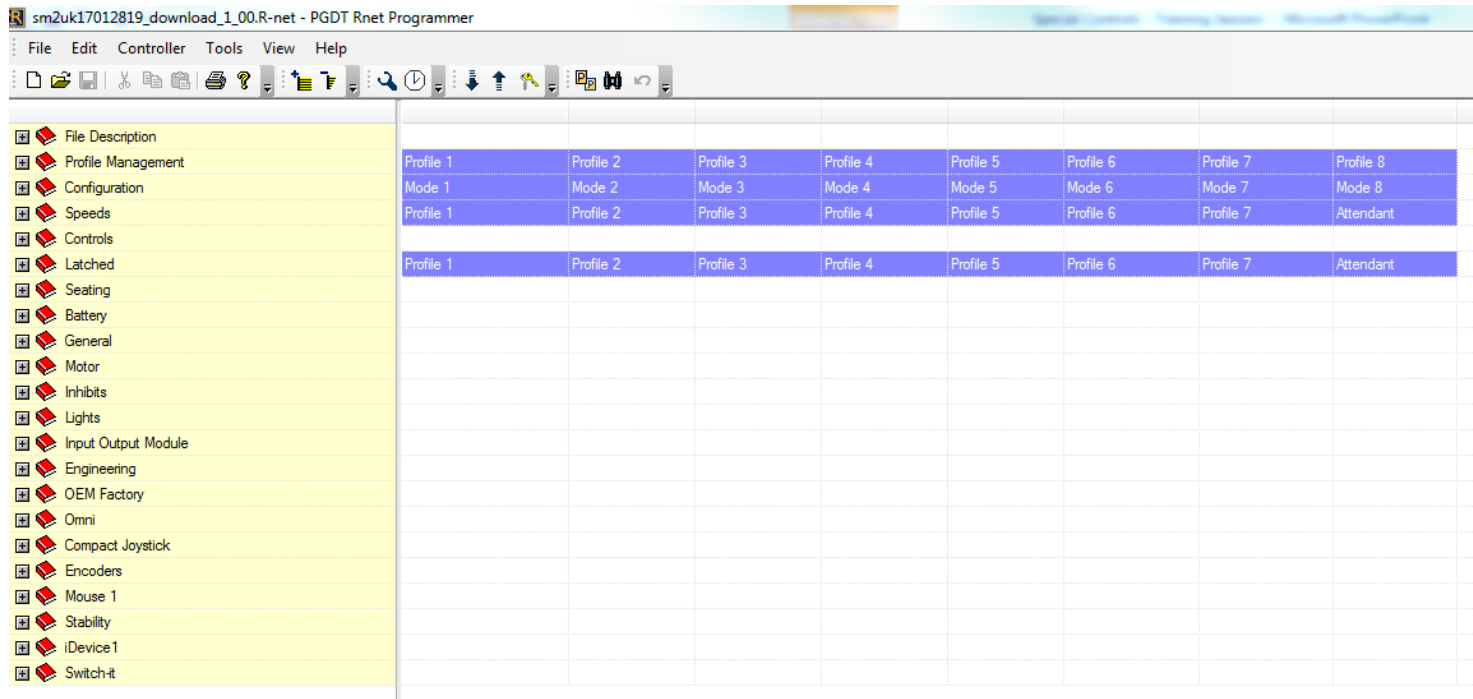 sm2uk17012819_download_1_00.R-net - PGDT Rnet Programmer
File Edit Controller Tools View Help
File Description
Profile Management Profile 1 Profile 2 Profile 3 Profile 4 Profile 5 Profile 6 Profile 7 Profile 8
Configuration Mode 1 Mode 2 Mode 3 Mode 4 Mode 5 Mode 6 Mode 7 Mode 8
Speeds Profile 1 Profile 2 Profile 3 Profile 4 Profile 5 Profile 6 Profile 7 Attendant
Controls
Latched Profile 1 Profile 2 Profile 3 Profile 4 Profile 5 Profile 6 Profile 7 Attendant
Seating
Battery
General
Motor
Inhibits
Lights
Input Output Module
Engineering
OEM Factory
Omni
Compact Joystick
Encoders
Mouse 1
Stability
iDevice1
Switch-it